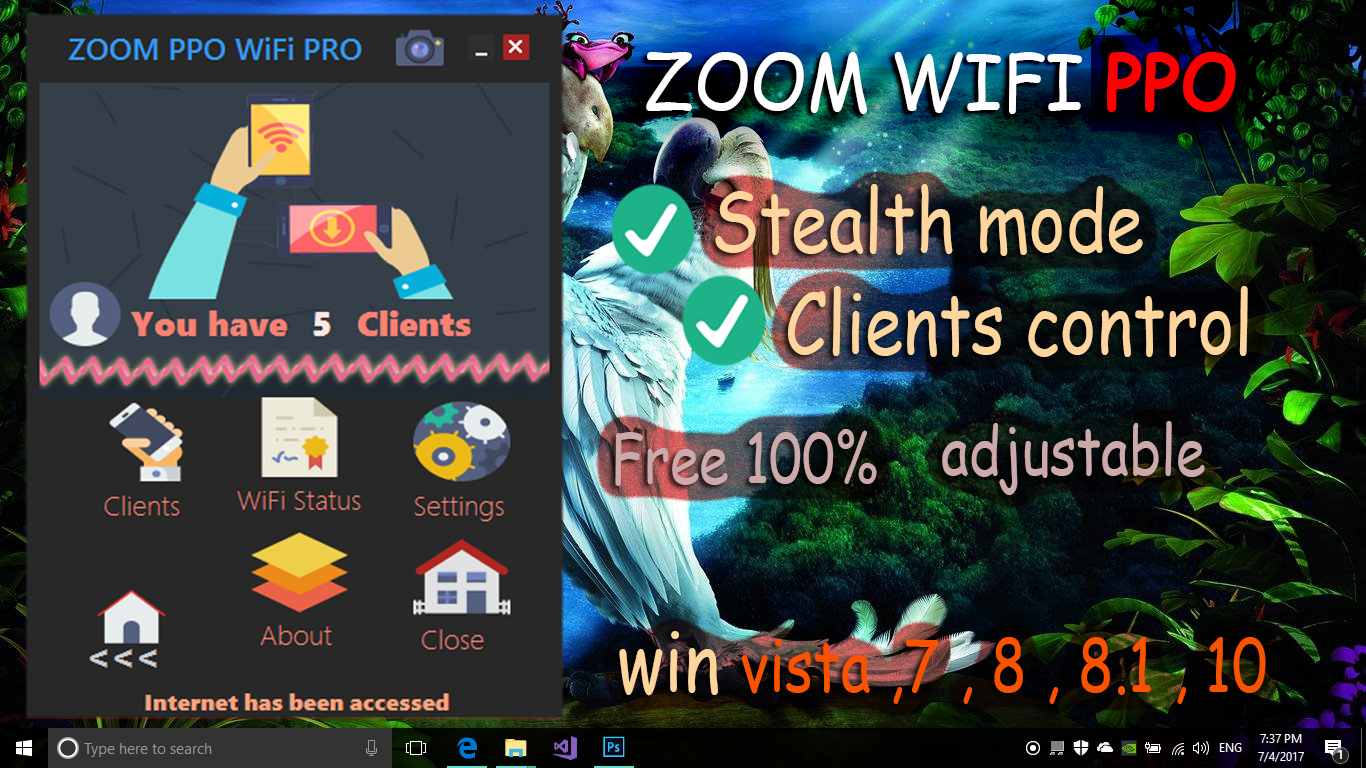 ZOOM PPO WiFi PRO
You have 5 Clients
Clients
WiFi Status
Settings
About
Close
<<<
Internet has been accessed
ZOOM WIFI PPO
Stealth mode
Clients control
Free 100% adjustable
win vista ,7 , 8 , 8.1 , 10
Type here to search
Ps
ENG
7:37 PM
7/4/2017
1